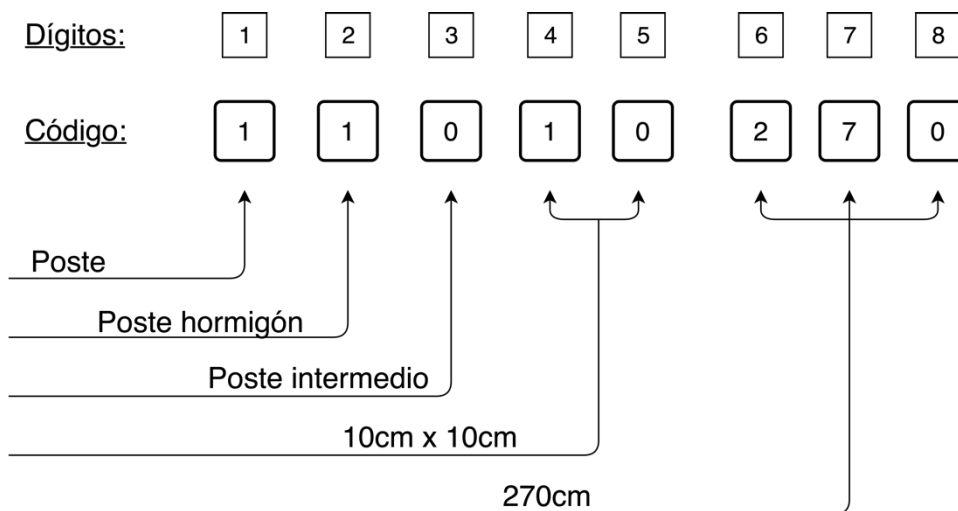 Dígitos: 1 2 3 4 5 6 7 8
Código: 1 1 0 1 0 2 7 0
Poste
Poste hormigón
Poste intermedio
10cm x 10cm
270cm